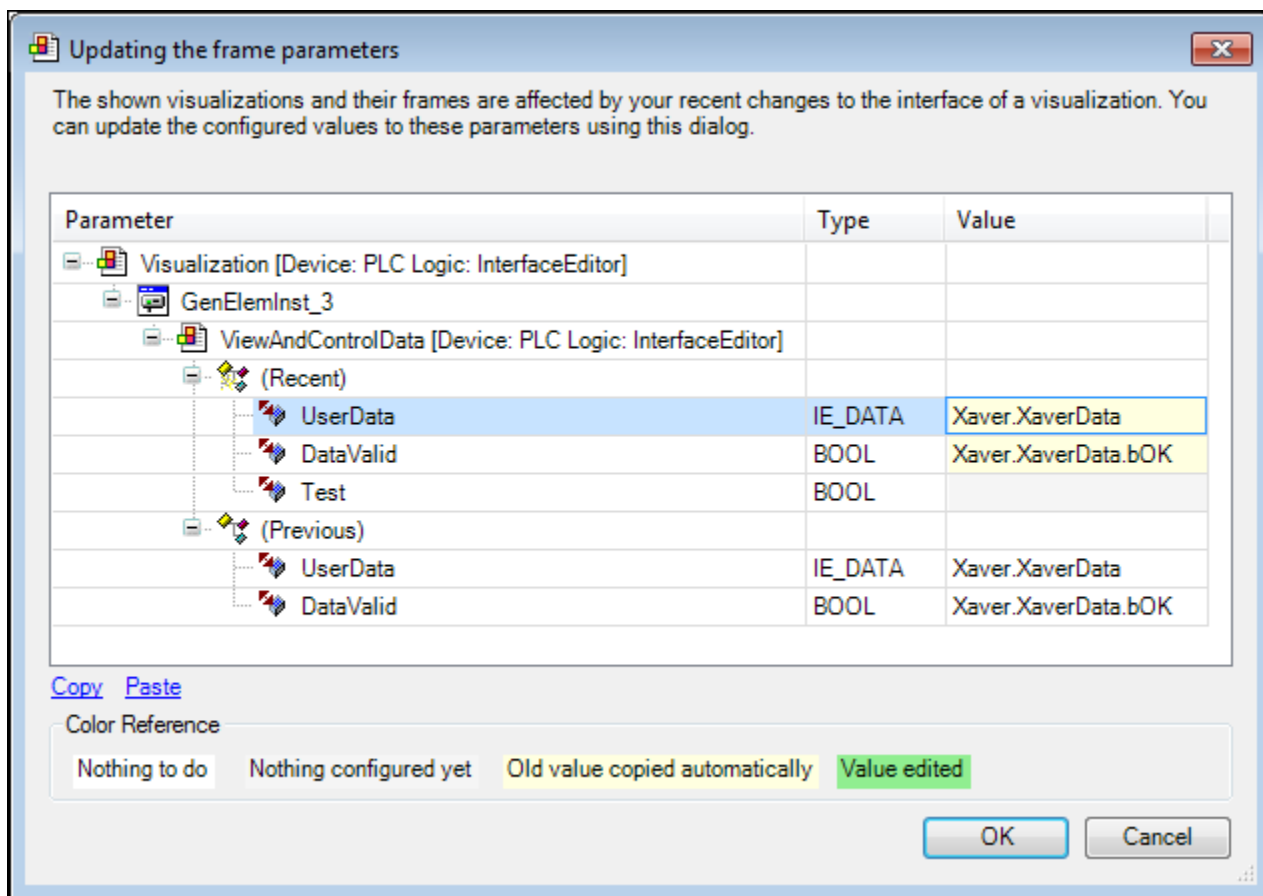 Updating the frame parameters
The shown visualizations and their frames are affected by your recent changes to the interface of a visualization. You
can update the configured values to these parameters using this dialog.
Parameter Type Value
Visualization [Device: PLC Logic: InterfaceEditor]
GenElemInst_3
ViewAndControlData [Device: PLC Logic: InterfaceEditor]
(Recent)
UserData IE_DATA Xaver.XaverData
DataValid BOOL Xaver.XaverData.bOK
Test BOOL
(Previous)
UserData IE_DATA Xaver.XaverData
DataValid BOOL Xaver.XaverData.bOK
Copy Paste
Color Reference
Nothing to do Nothing configured yet Old value copied automatically Value edited
OK Cancel